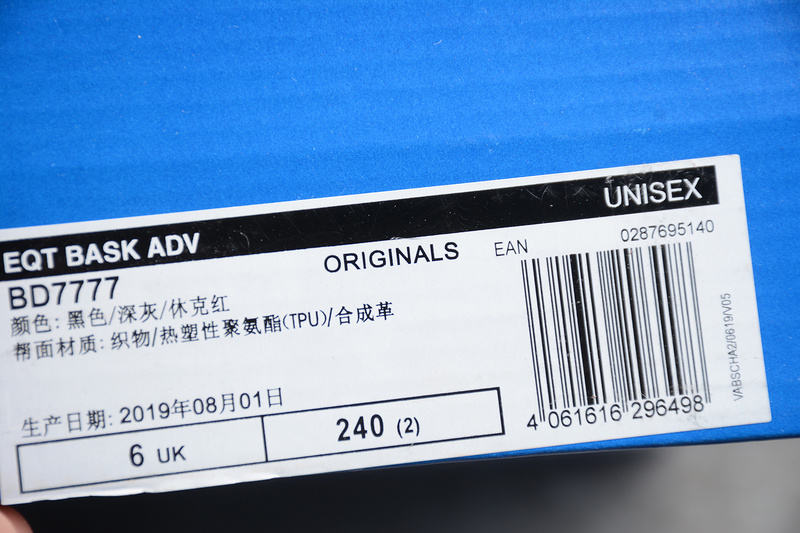 UNISEX
EQT BASK ADV
ORIGINALS
EAN
0287695140
BD7777
颜色: 黑色/深灰/休克红
帮面材质: 织物/热塑性聚氨酯(TPU)/合成革
生产日期: 2019年08月01日
6 UK
240 (2)
4 061616 296498
VABSCHA2/0619/V05